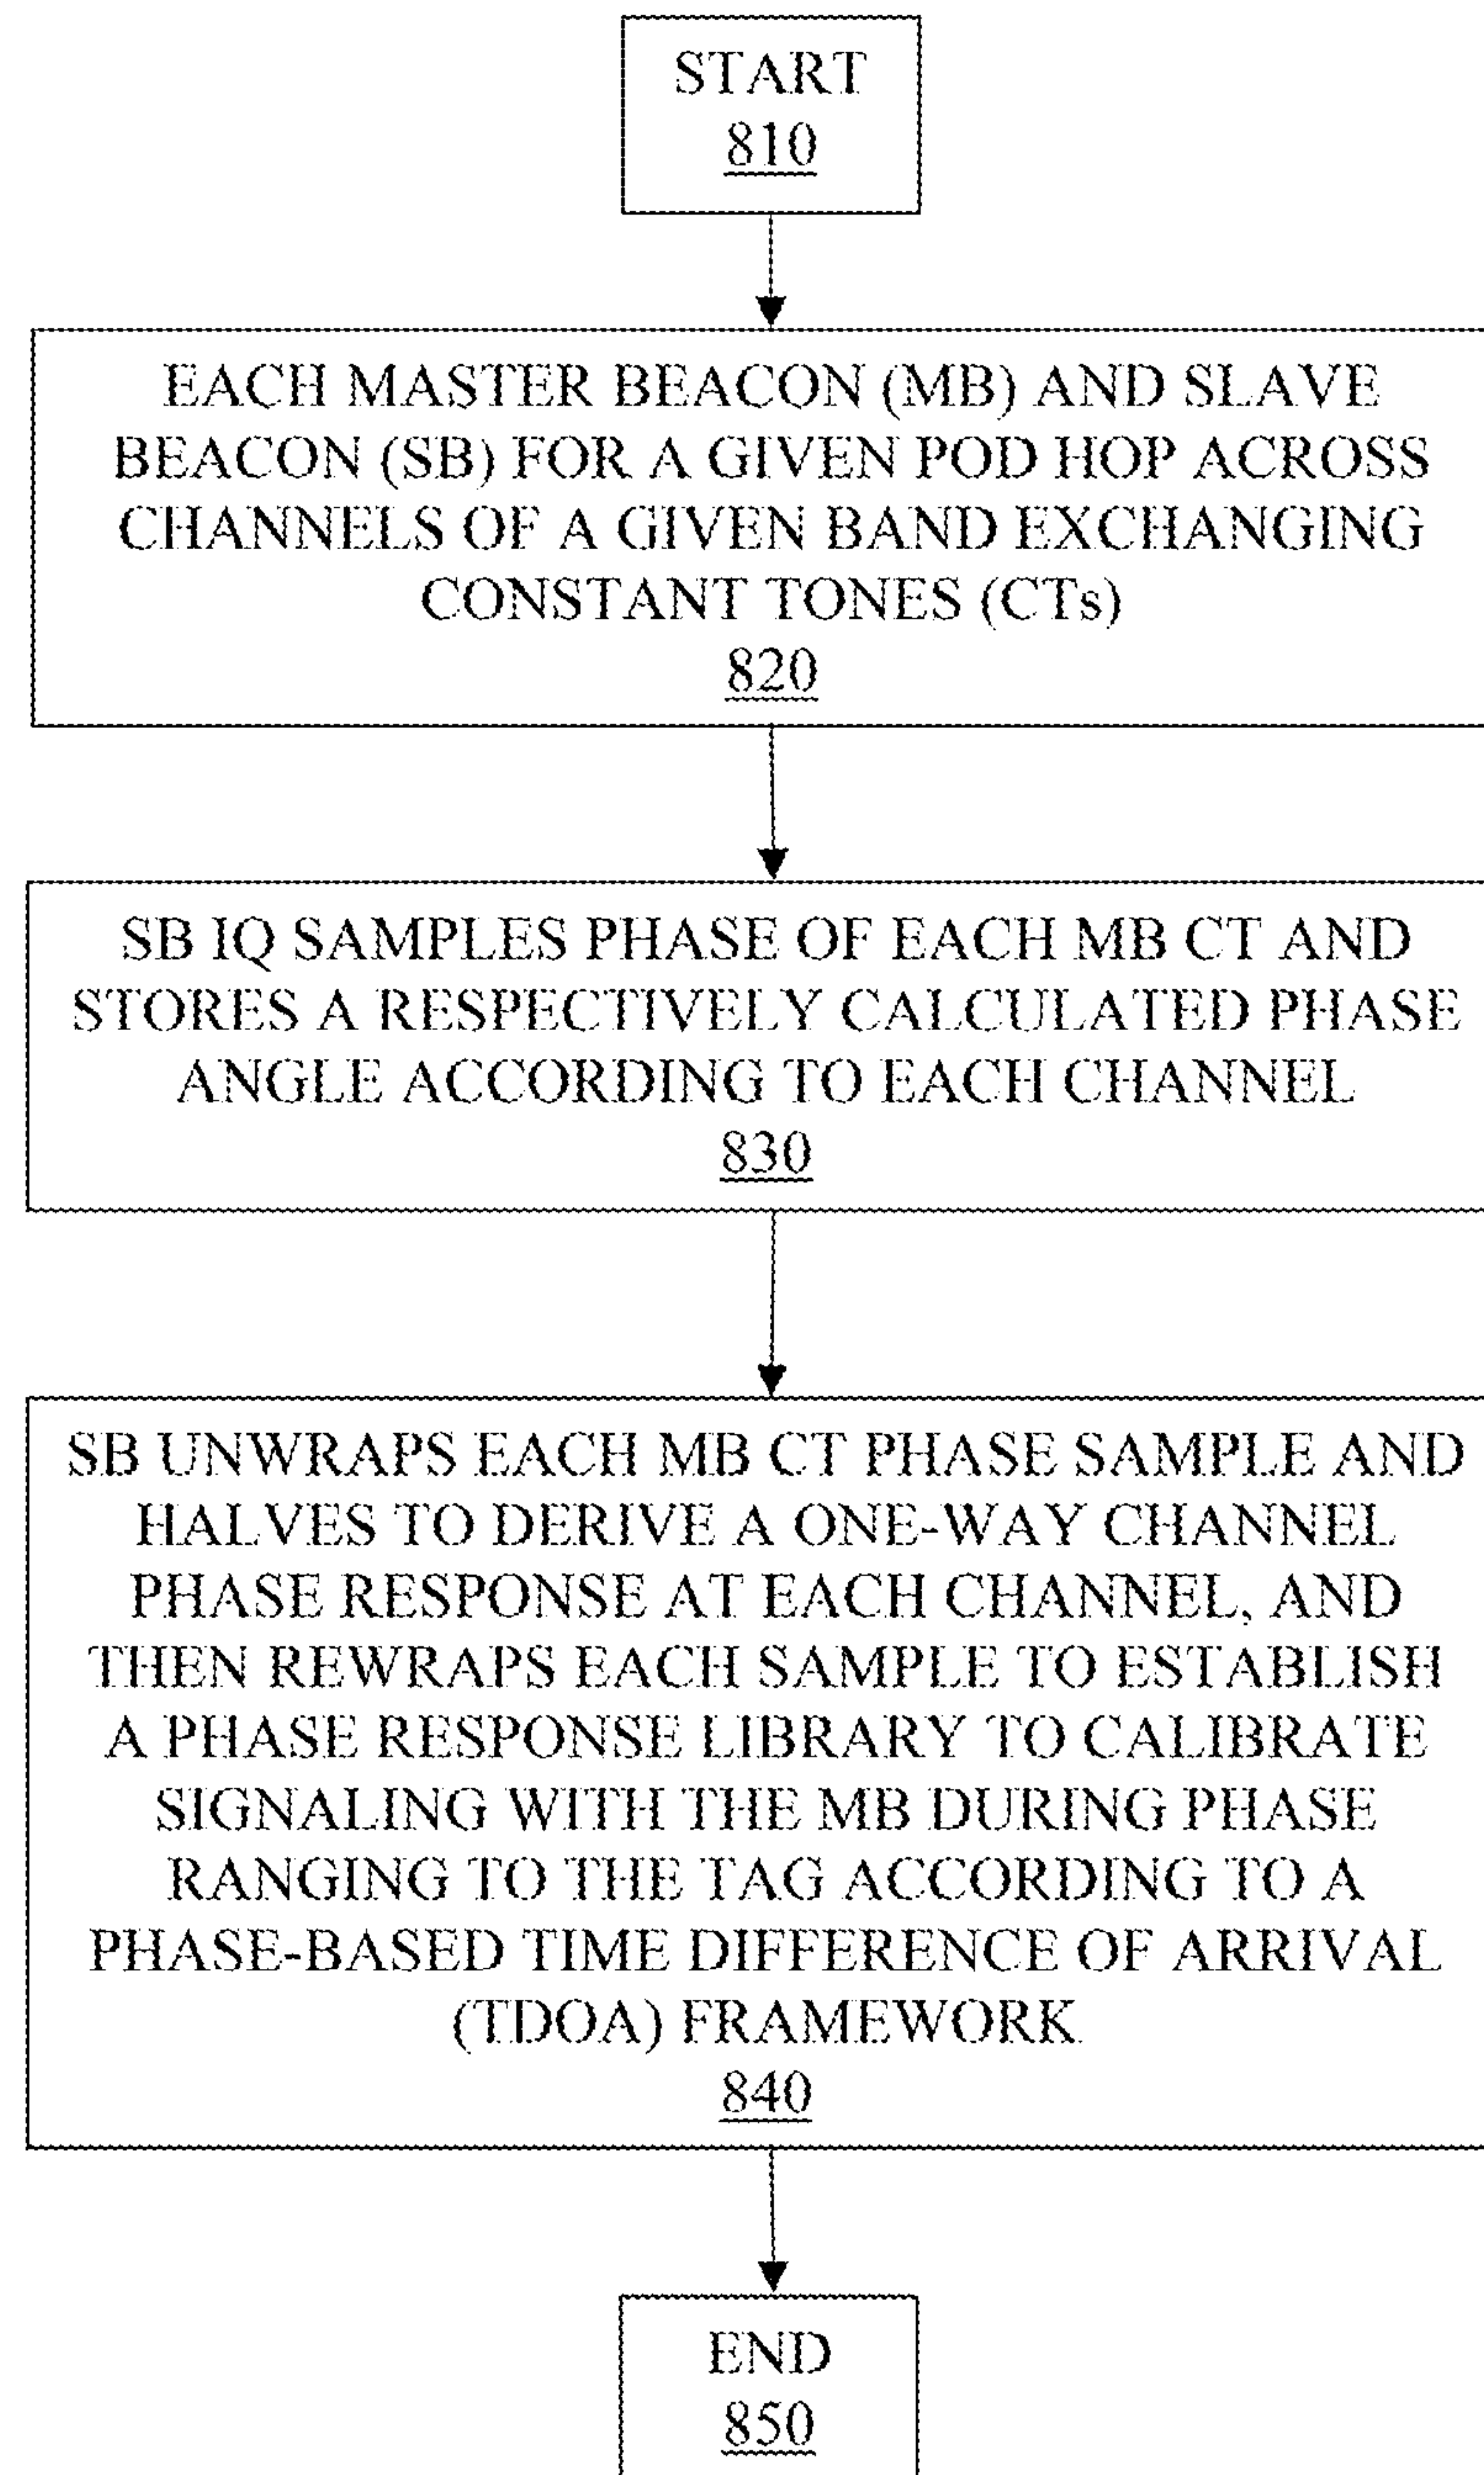 START
810
EACH MASTER BEACON (MB) AND SLAVE
BEACON (SB) FOR A GIVEN POD HOP ACROSS
CHANNELS OF A GIVEN BAND EXCHANGING
CONSTANT TONES (CTs)
820
SB IQ SAMPLES PHASE OF EACH MB CT AND
STORES A RESPECTIVELY CALCULATED PHASE
ANGLE ACCORDING TO EACH CHANNEL
830
SB UNWRAPS EACH MB CT PHASE SAMPLE AND
HALVES TO DERIVE A ONE-WAY CHANNEL
PHASE RESPONSE AT EACH CHANNEL, AND
THEN REWRAPS EACH SAMPLE TO ESTABLISH
A PHASE RESPONSE LIBRARY TO CALIBRATE
SIGNALING WITH THE MB DURING PHASE
RANGING TO THE TAG ACCORDING TO A
PHASE-BASED TIME DIFFERENCE OF ARRIVAL
(TDOA) FRAMEWORK
840
END
850